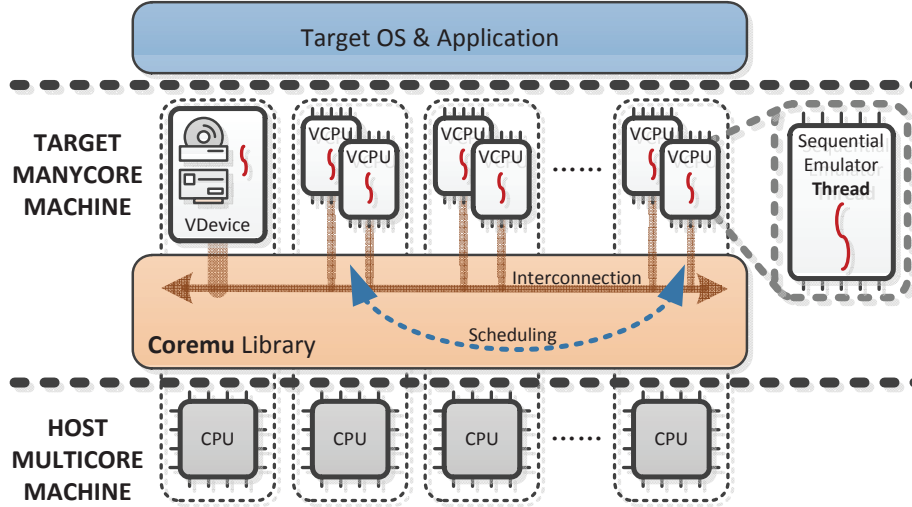 Target OS & Application
TARGET
MANYCORE
MACHINE
VDevice
VCPU
VCPU
VCPU
VCPU
......
VCPU
VCPU
Sequential
Emulator
Thread
Interconnection
Scheduling
Coremu Library
HOST
MULTICORE
MACHINE
CPU
CPU
CPU
......
CPU